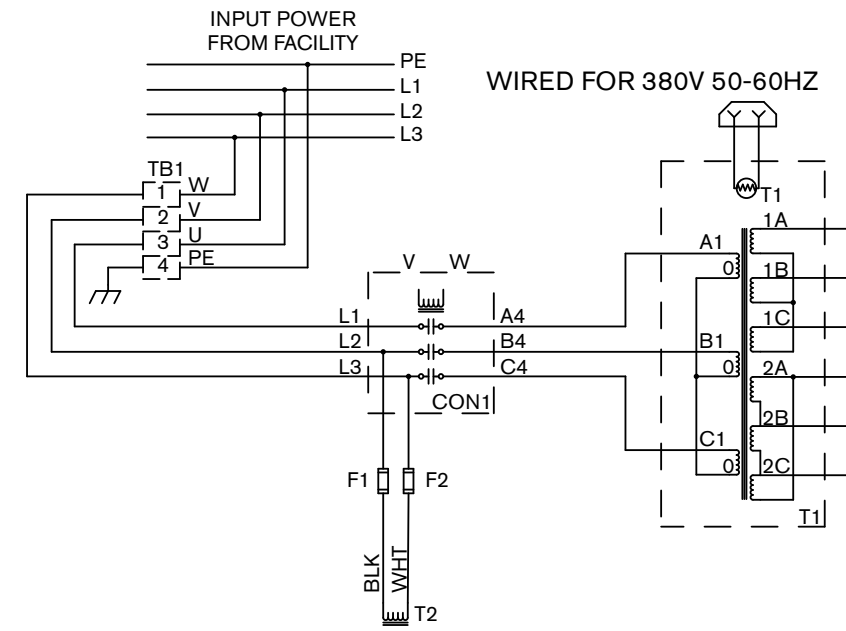 INPUT POWER
FROM FACILITY
PE
L1
L2
L3
WIRED FOR 380V 50-60HZ
TB1
1 W
2 V
3 U
4 PE
T1
V W
L1 A4
L2 B4
L3 C4
CON1
A1
0
B1
0
C1
0
1A
1B
1C
2A
2B
2C
T1
F1 F2
BLK
WHT
T2